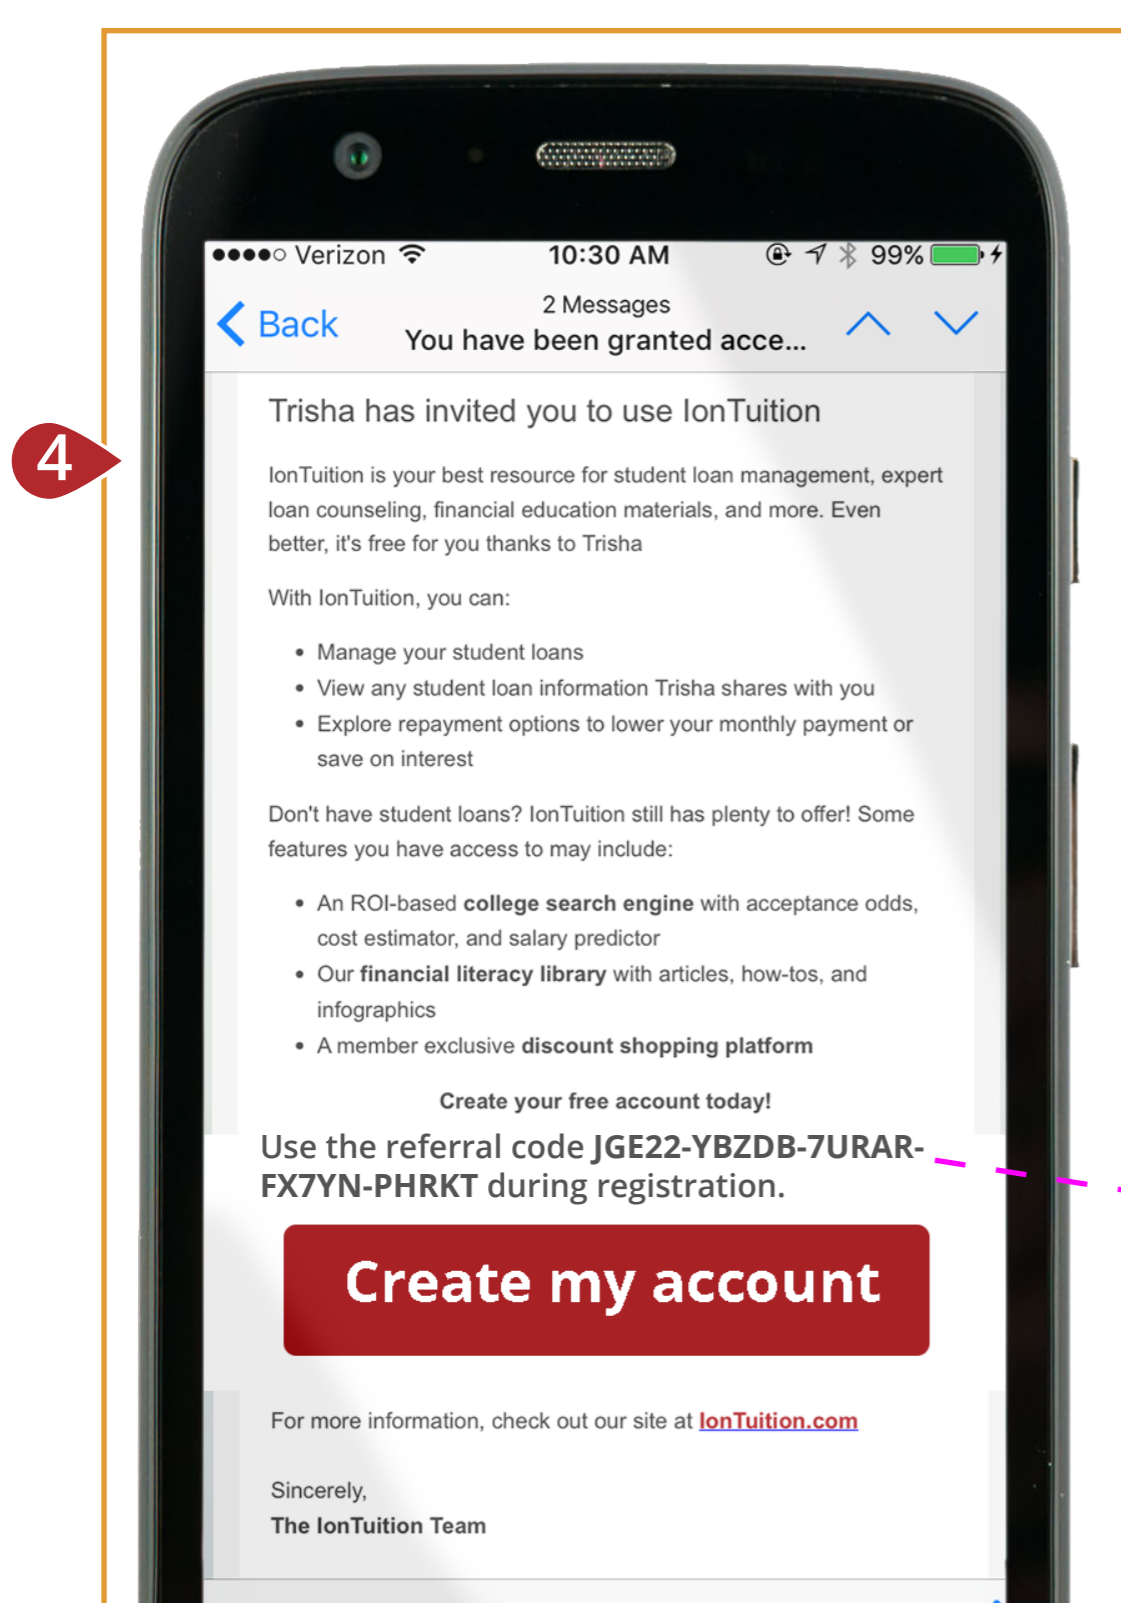 Verizon 10:30 AM 99%
2 Messages
Back
You have been granted acce...
Trisha has invited you to use IonTuition
4
IonTuition is your best resource for student loan management, expert
loan counseling, financial education materials, and more. Even
better, it's free for you thanks to Trisha
With IonTuition, you can:
• Manage your student loans
• View any student loan information Trisha shares with you
• Explore repayment options to lower your monthly payment or
save on interest
Don't have student loans? IonTuition still has plenty to offer! Some
features you have access to may include:
• An ROI-based college search engine with acceptance odds,
cost estimator, and salary predictor
• Our financial literacy library with articles, how-tos, and
infographics
• A member exclusive discount shopping platform
Create your free account today!
Use the referral code JGE22-YBZDB-7URAR-
FX7YN-PHRKT during registration.
Create my account
For more information, check out our site at IonTuition.com
Sincerely,
The IonTuition Team